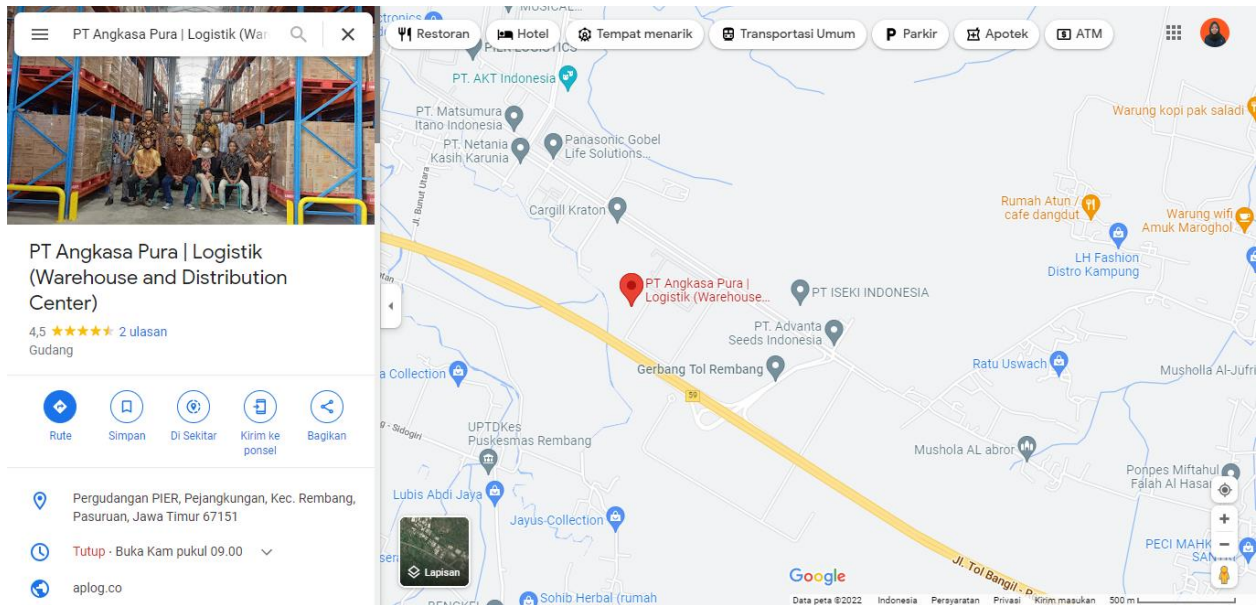 PT Angkasa Pura | Logistik (War
PT Angkasa Pura | Logistik
(Warehouse and Distribution
Center)
4,5
2 ulasan
Gudang
Rute
Simpan
Di Sekitar
Kirim ke
ponsel
Bagikan
Pergudangan PIER, Pejangkungan, Kec. Rembang,
Pasuruan, Jawa Timur 67151
Tutup · Buka Kam pukul 09.00
aplog.co
Restoran
Hotel
Tempat menarik
Transportasi Umum
P Parkir
Apotek
ATM
PIER LOGISTICS
PT. AKT Indonesia
PT. Matsumura
Itano Indonesia
PT. Netania
Kasih Karunia
Panasonic Gobel
Life Solutions...
Jl. Bunut Utara
Cargill Kraton
Warung kopi pak saladi
Rumah Atun /
cafe dangdut
Warung wifi
Amuk Maroghol
LH Fashion
Distro Kampung
PT Angkasa Pura |
Logistik (Warehouse...
PT ISEKI INDONESIA
PT. Advanta
Seeds Indonesia
Gerbang Tol Rembang
Ratu Uswach
Musholla Al-Jufri
a Collection
59
g - Sidogiri
UPTDKes
Puskesmas Rembang
Mushola AL abror
Ponpes Miftahul
Falah Al Hasa
Lubis Abdi Jaya
Jayus-Collection
PECI MAHK
Lapisan
Jl. Tol Bangil - P
Google
Sohib Herbal (rumah
Data peta ©2022
Indonesia
Persyaratan
Privasi
Kirim masukan
500 m